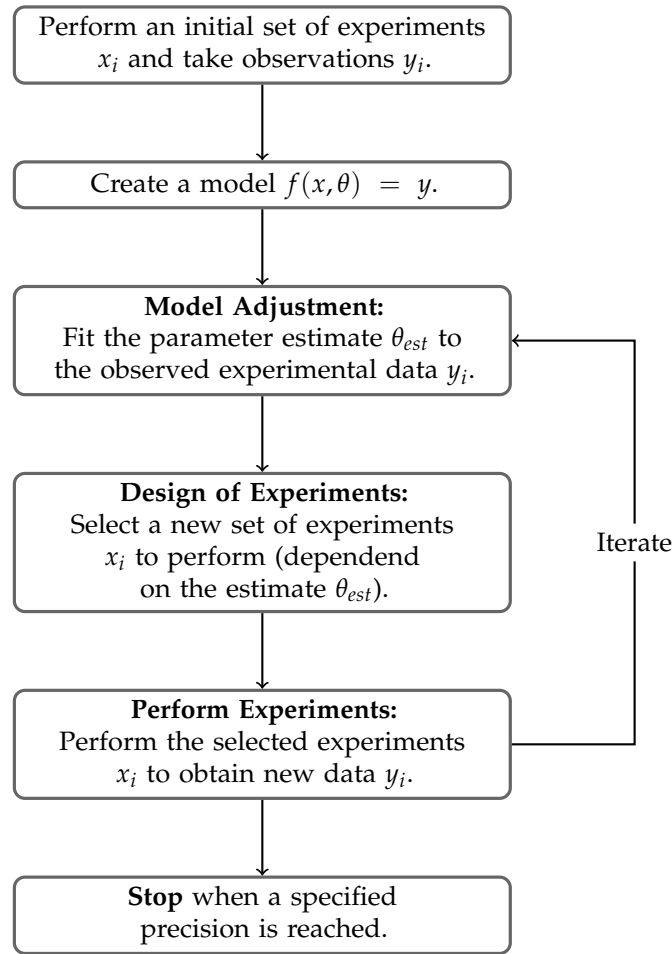 Perform an initial set of experiments
x_i and take observations y_i.
Create a model f(x, θ) = y.
Model Adjustment:
Fit the parameter estimate θ_est to
the observed experimental data y_i.
Design of Experiments:
Select a new set of experiments
x_i to perform (dependend
on the estimate θ_est).
Iterate
Perform Experiments:
Perform the selected experiments
x_i to obtain new data y_i.
Stop when a specified
precision is reached.